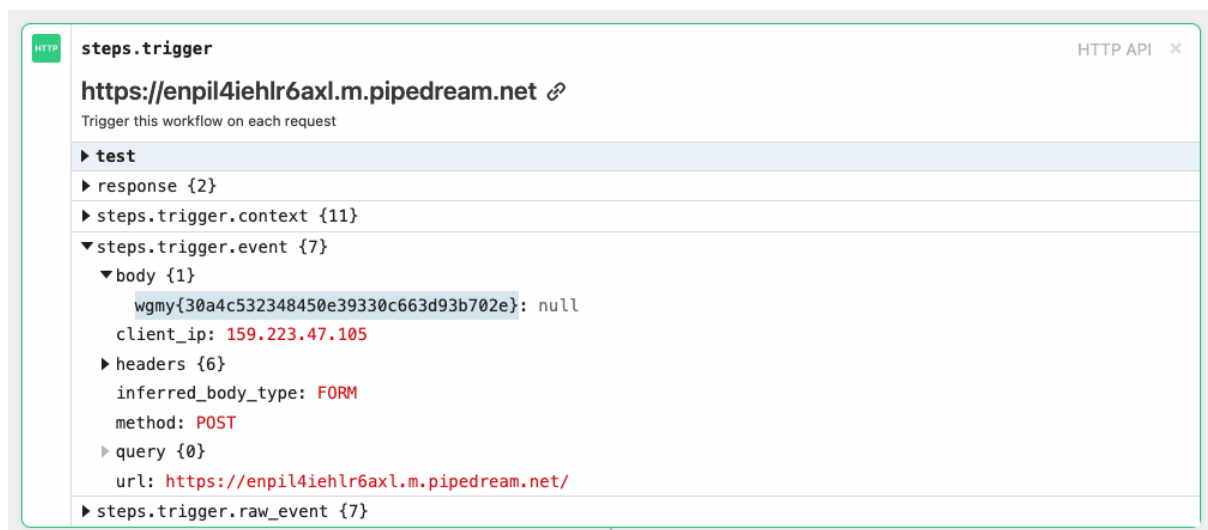 HTTP steps.trigger HTTP API ×
https://enpil4iehlr6axl.m.pipedream.net
Trigger this workflow on each request
test
response {2}
steps.trigger.context {11}
steps.trigger.event {7}
body {1}
wgmy{30a4c532348450e39330c663d93b702e}: null
client_ip: 159.223.47.105
headers {6}
inferred_body_type: FORM
method: POST
query {0}
url: https://enpil4iehlr6axl.m.pipedream.net/
steps.trigger.raw_event {7}